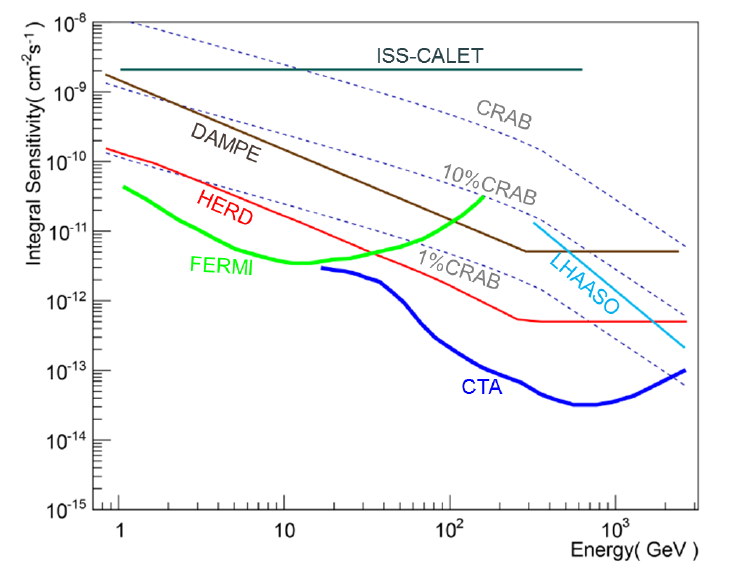 Integral Sensitivity( cm⁻²s⁻¹ )
10⁻⁸
10⁻⁹
10⁻¹⁰
10⁻¹¹
10⁻¹²
10⁻¹³
10⁻¹⁴
10⁻¹⁵
ISS-CALET
CRAB
DAMPE
10%CRAB
HERD
FERMI
1%CRAB
LHAASO
CTA
1
10
10²
10³
Energy( GeV )